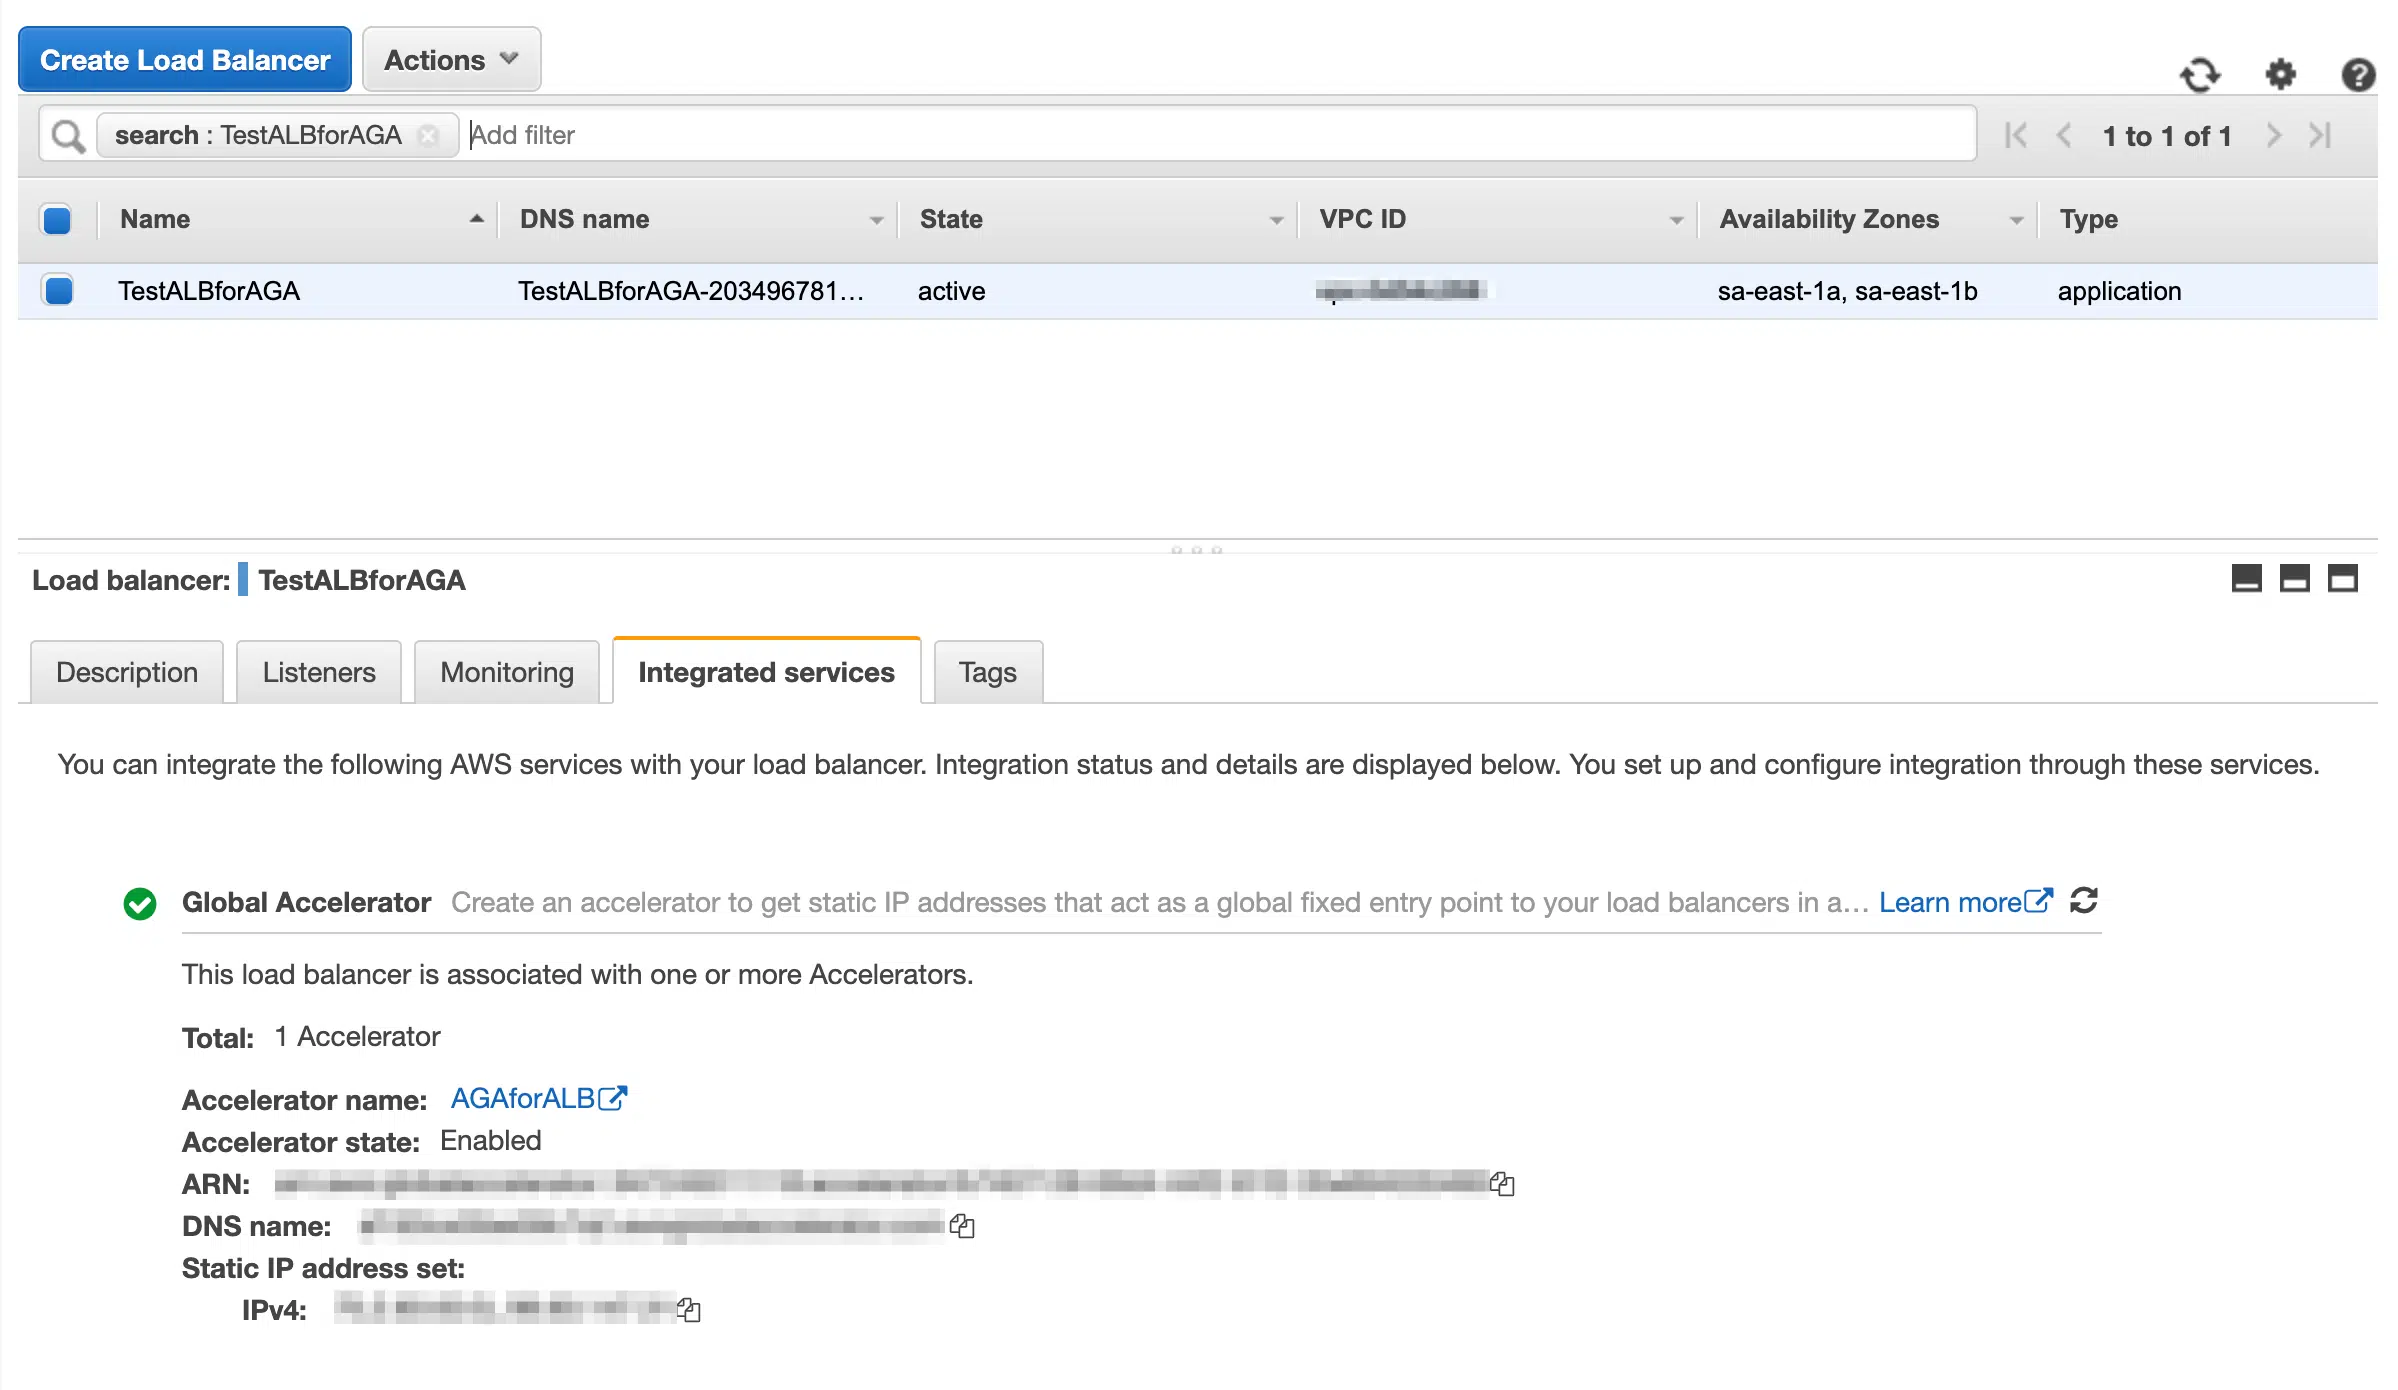 Create Load Balancer Actions
search : TestALBforAGA Add filter 1 to 1 of 1
Name DNS name State VPC ID Availability Zones Type
TestALBforAGA TestALBforAGA-203496781... active sa-east-1a, sa-east-1b application
Load balancer: TestALBforAGA
Description Listeners Monitoring Integrated services Tags
You can integrate the following AWS services with your load balancer. Integration status and details are displayed below. You set up and configure integration through these services.
Global Accelerator Create an accelerator to get static IP addresses that act as a global fixed entry point to your load balancers in a... Learn more
This load balancer is associated with one or more Accelerators.
Total: 1 Accelerator
Accelerator name: AGAforALB
Accelerator state: Enabled
ARN:
DNS name:
Static IP address set:
IPv4: